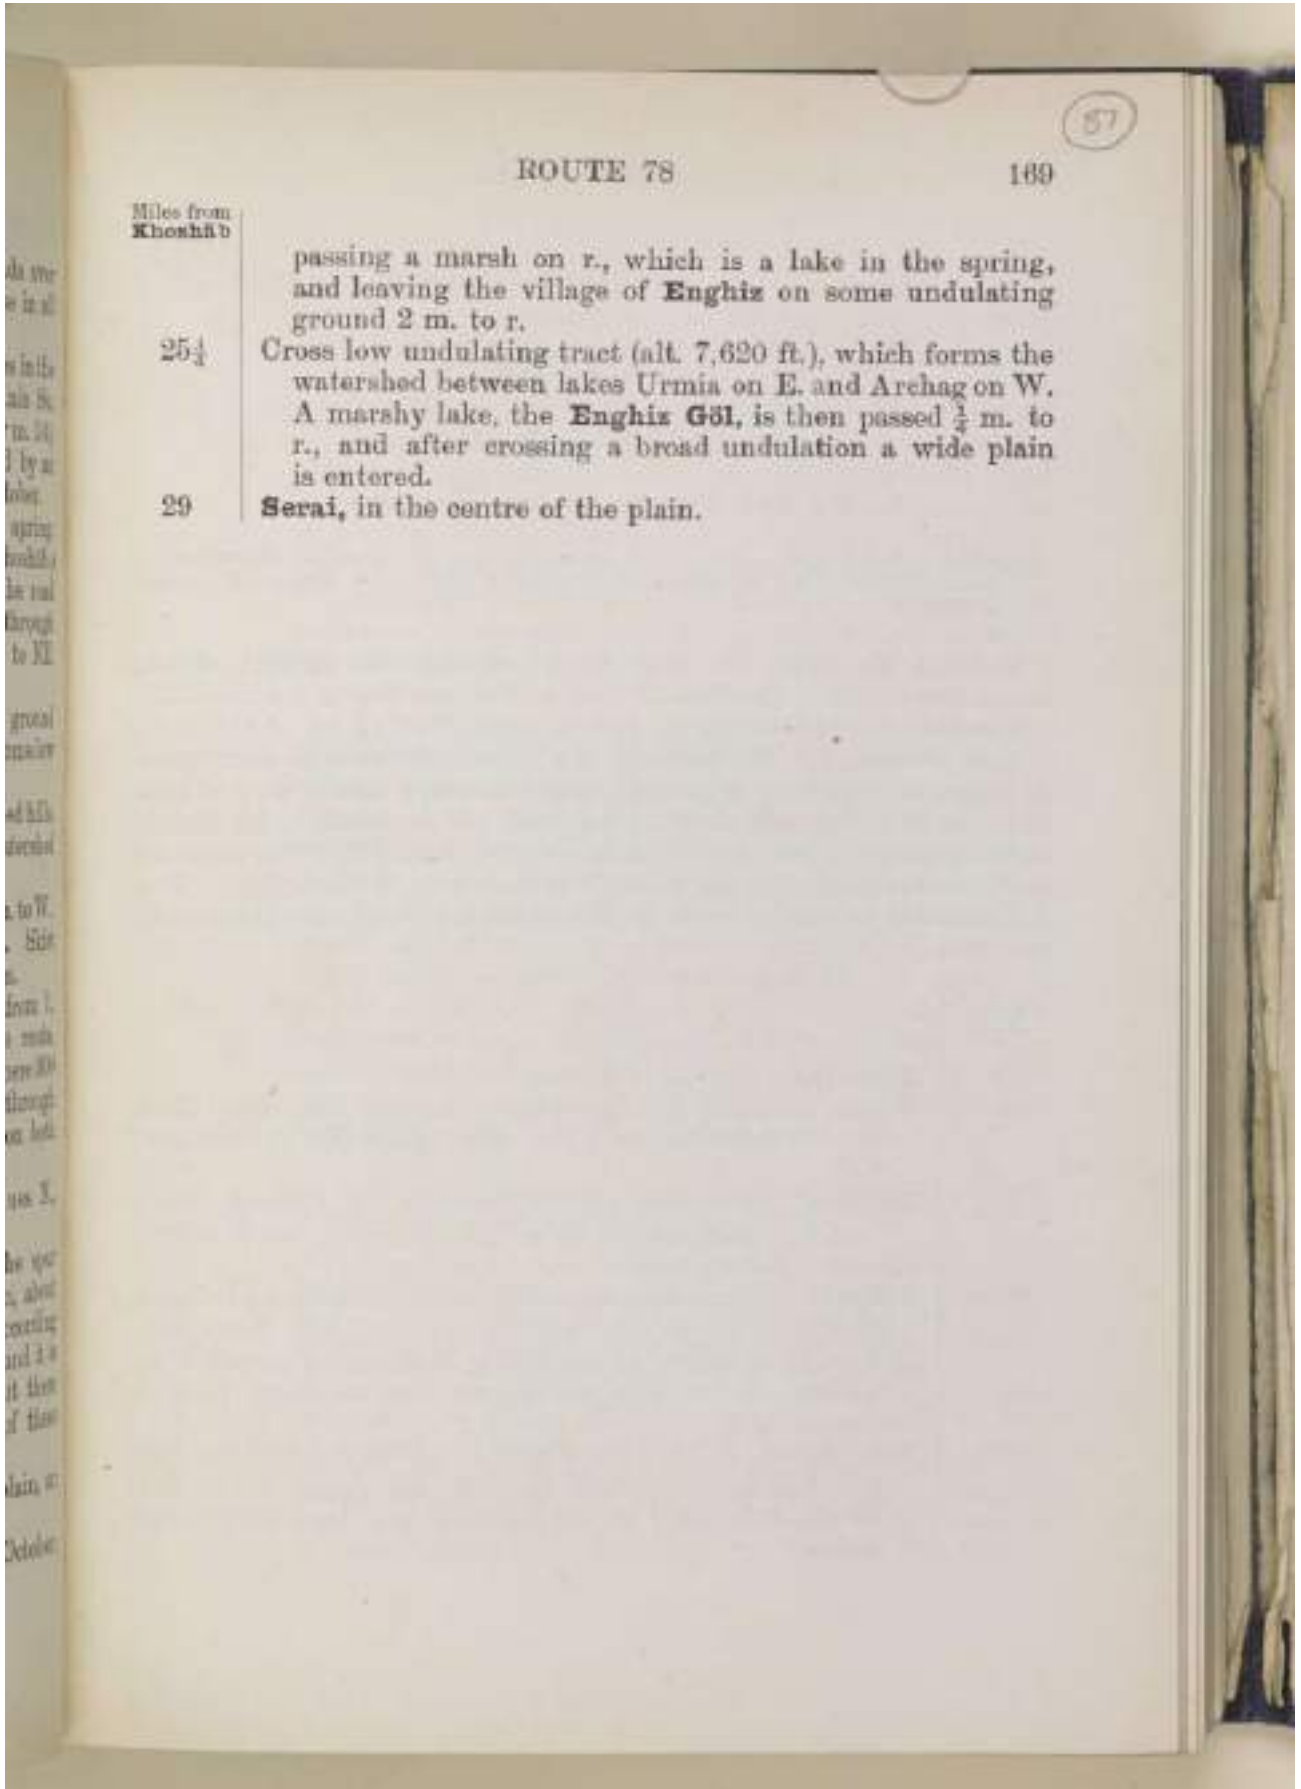 87
ROUTE 78 169
Miles from
Khoshāb
passing a marsh on r., which is a lake in the spring,
and leaving the village of Enghiz on some undulating
ground 2 m. to r.
25¼ Cross low undulating tract (alt. 7,620 ft.), which forms the
watershed between lakes Urmia on E. and Archag on W.
A marshy lake, the Enghiz Göl, is then passed ¼ m. to
r., and after crossing a broad undulation a wide plain
is entered.
29 Serai, in the centre of the plain.